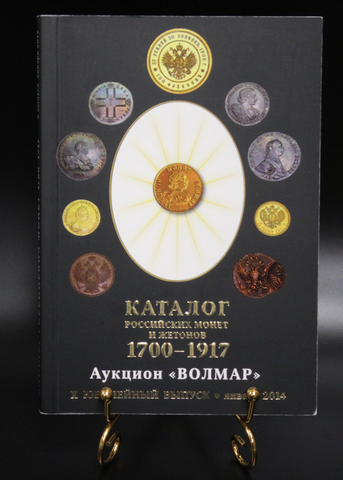 КАТАЛОГ
РОССИЙСКИХ МОНЕТ
И ЖЕТОНОВ
1700–1917
Аукцион «ВОЛМАР»
X ЮБИЛЕЙНЫЙ ВЫПУСК • 2014